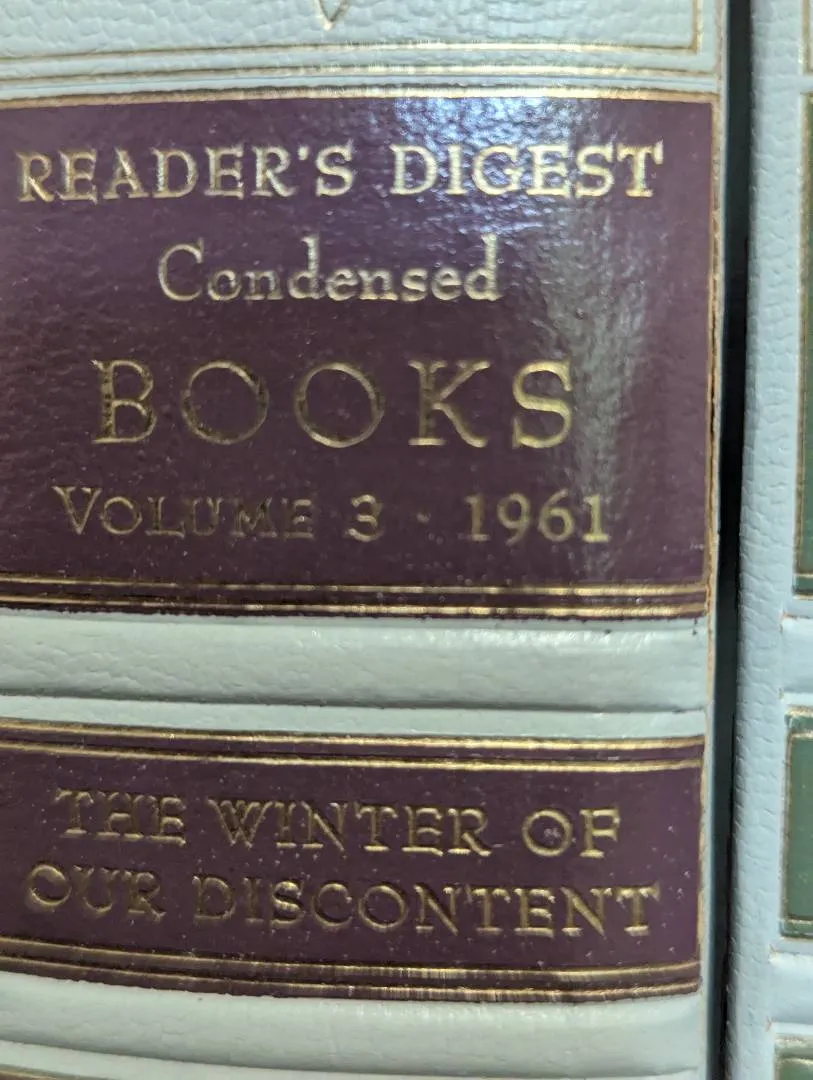 READER'S DIGEST
Condensed
BOOKS
VOLUME 3 · 1961
THE WINTER OF
OUR DISCONTENT